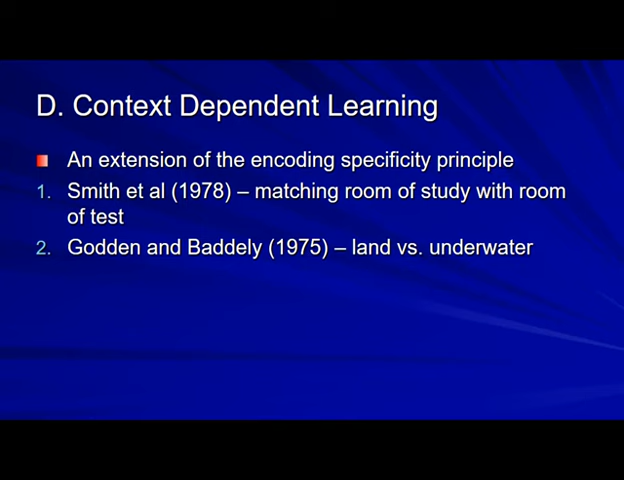 D. Context Dependent Learning
An extension of the encoding specificity principle
1. Smith et al (1978) – matching room of study with room
of test
2. Godden and Baddely (1975) – land vs. underwater